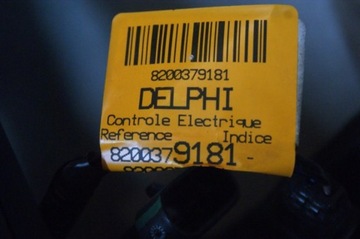 8200379181
DELPHI
Controle Electrique
Reference Indice
8200379181 -